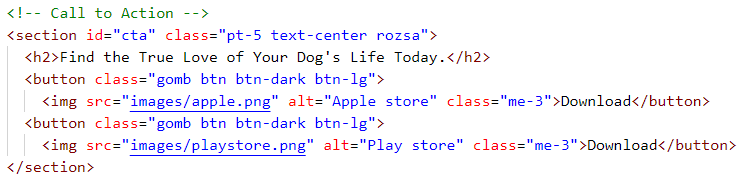 <!-- Call to Action -->
<section id="cta" class="pt-5 text-center rozsa">
<h2>Find the True Love of Your Dog's Life Today.</h2>
<button class="gomb btn btn-dark btn-lg">
<img src="images/apple.png" alt="Apple store" class="me-3">Download</button>
<button class="gomb btn btn-dark btn-lg">
<img src="images/playstore.png" alt="Play store" class="me-3">Download</button>
</section>